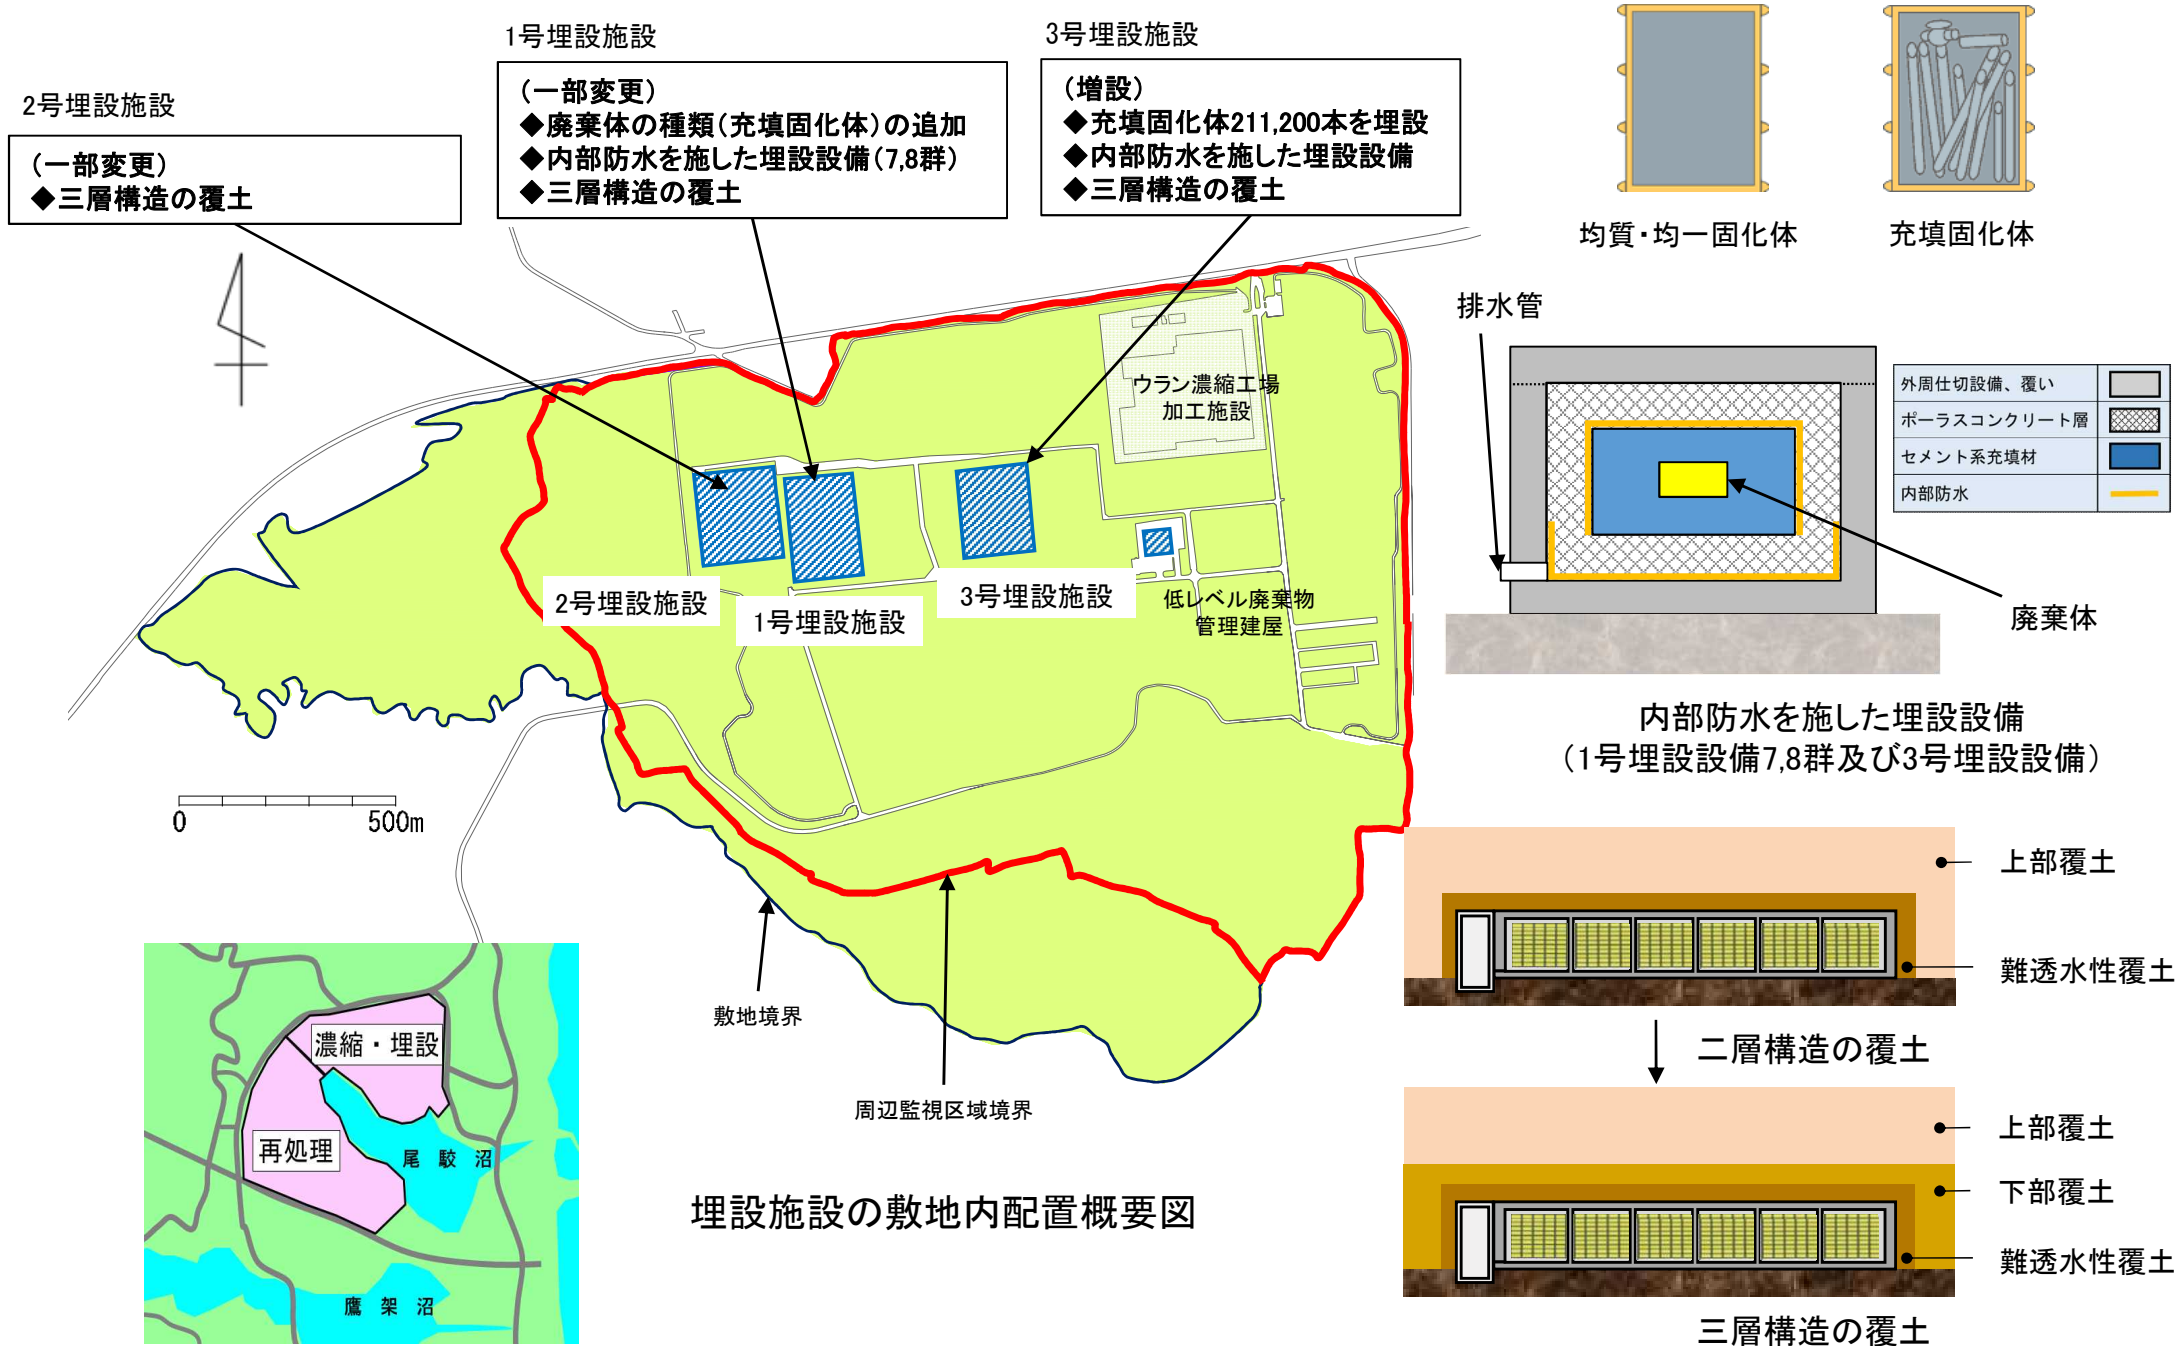 2号埋設施設
(一部変更)
◆三層構造の覆土
1号埋設施設
(一部変更)
◆廃棄体の種類(充填固化体)の追加
◆内部防水を施した埋設設備(7,8群)
◆三層構造の覆土
3号埋設施設
(増設)
◆充填固化体211,200本を埋設
◆内部防水を施した埋設設備
◆三層構造の覆土
均質・均一固化体
充填固化体
排水管
外周仕切設備、覆い
ポーラスコンクリート層
セメント系充填材
内部防水
廃棄体
内部防水を施した埋設設備
(1号埋設設備7,8群及び3号埋設設備)
ウラン濃縮工場
加工施設
2号埋設施設
1号埋設施設
3号埋設施設
低レベル廃棄物
管理建屋
0
500m
敷地境界
周辺監視区域境界
濃縮・埋設
再処理
尾駮沼
鷹架沼
埋設施設の敷地内配置概要図
上部覆土
難透水性覆土
二層構造の覆土
上部覆土
下部覆土
難透水性覆土
三層構造の覆土